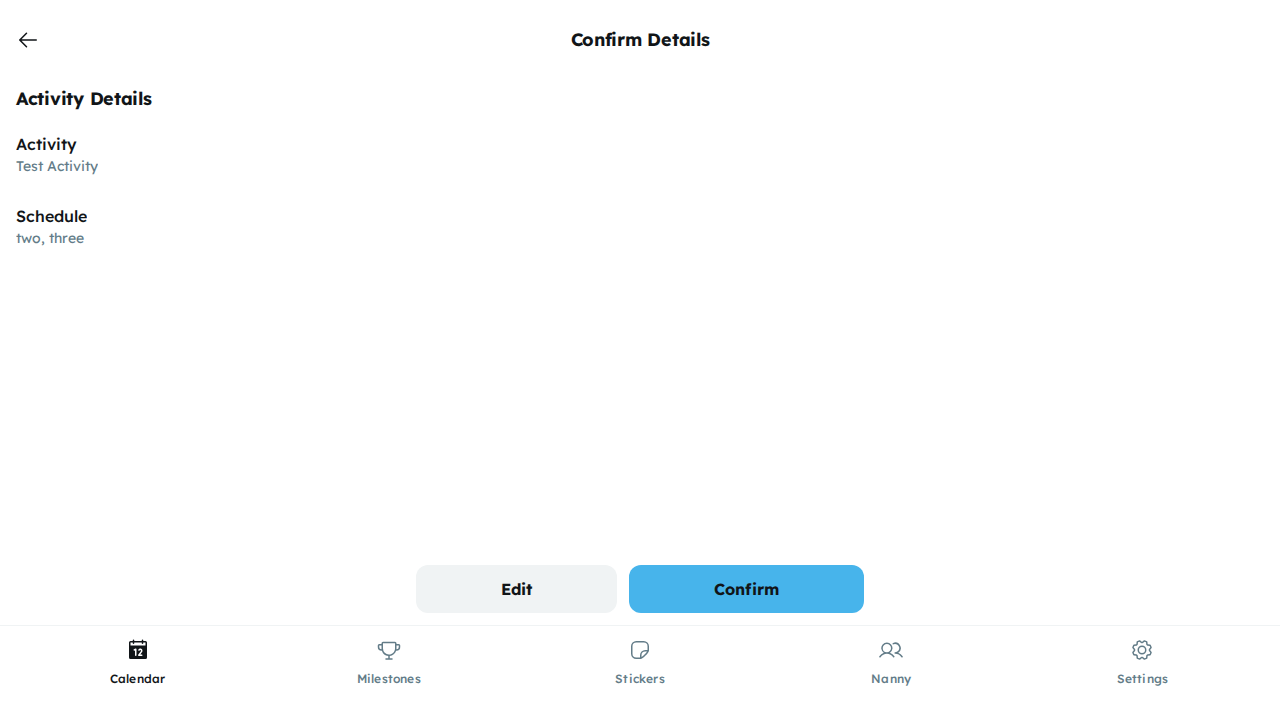 Confirm Details
Activity Details
Activity
Test Activity
Schedule
two, three
Edit
Confirm
12
Calendar
Milestones
Stickers
Nanny
Settings